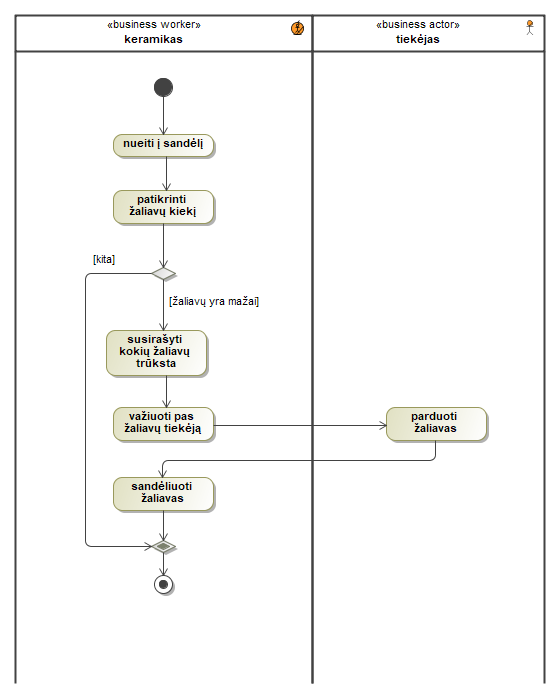 «business worker»
keramikas
«business actor»
tiekėjas
nueiti į sandėlį
patikrinti
žaliavų kiekį
[kita]
[žaliavų yra mažai]
susirašyti
kokių žaliavų
trūksta
važiuoti pas
žaliavų tiekėją
parduoti
žaliavas
sandėliuoti
žaliavas